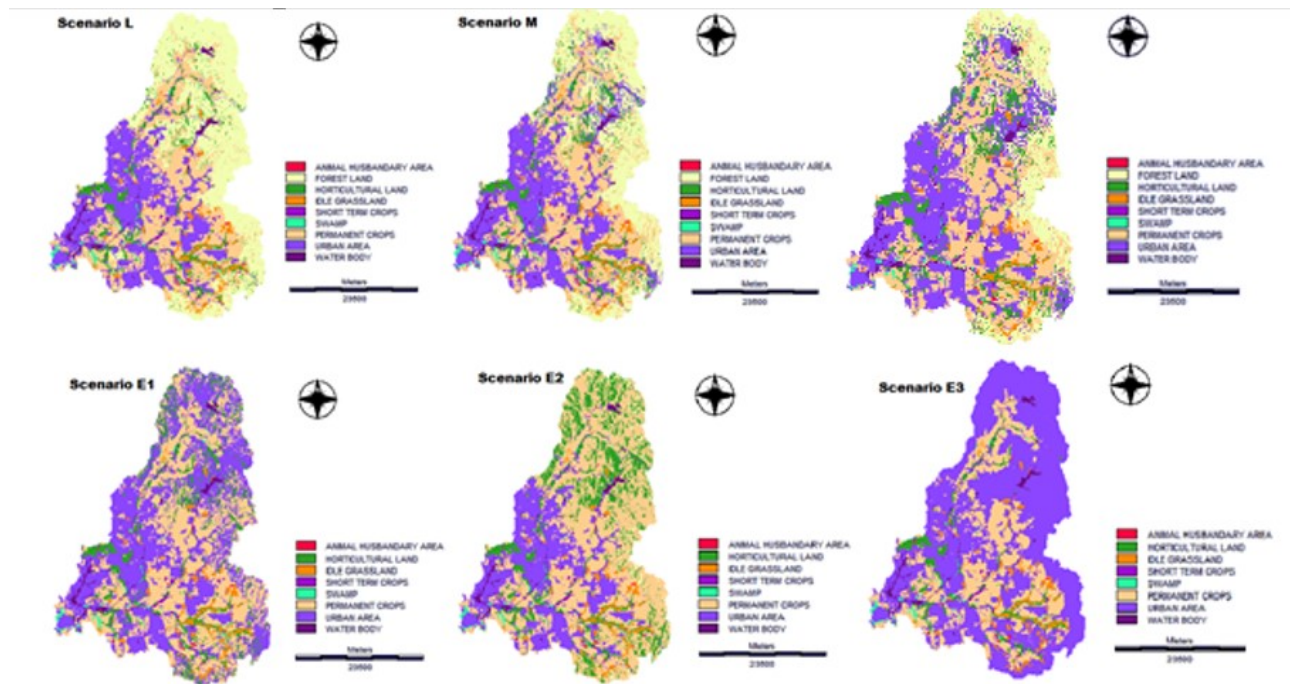 Scenario L
ANIMAL HUSBANDARY AREA
FOREST LAND
HORTICULTURAL LAND
IDLE GRASSLAND
SHORT TERM CROPS
SWAMP
PERMANENT CROPS
URBAN AREA
WATER BODY
Meters
23500
Scenario M
ANIMAL HUSBANDARY AREA
FOREST LAND
HORTICULTURAL LAND
IDLE GRASSLAND
SHORT TERM CROPS
SWAMP
PERMANENT CROPS
URBAN AREA
WATER BODY
Meters
23500
ANIMAL HUSBANDARY AREA
FOREST LAND
HORTICULTURAL LAND
IDLE GRASSLAND
SHORT TERM CROPS
SWAMP
PERMANENT CROPS
URBAN AREA
WATER BODY
Meters
23500
Scenario E1
ANIMAL HUSBANDARY AREA
HORTICULTURAL LAND
IDLE GRASSLAND
SHORT TERM CROPS
SWAMP
PERMANENT CROPS
URBAN AREA
WATER BODY
Meters
23500
Scenario E2
ANIMAL HUSBANDARY AREA
HORTICULTURAL LAND
IDLE GRASSLAND
SHORT TERM CROPS
SWAMP
PERMANENT CROPS
URBAN AREA
WATER BODY
Meters
23500
Scenario E3
ANIMAL HUSBANDARY AREA
HORTICULTURAL LAND
IDLE GRASSLAND
SHORT TERM CROPS
SWAMP
PERMANENT CROPS
URBAN AREA
WATER BODY
Meters
23500